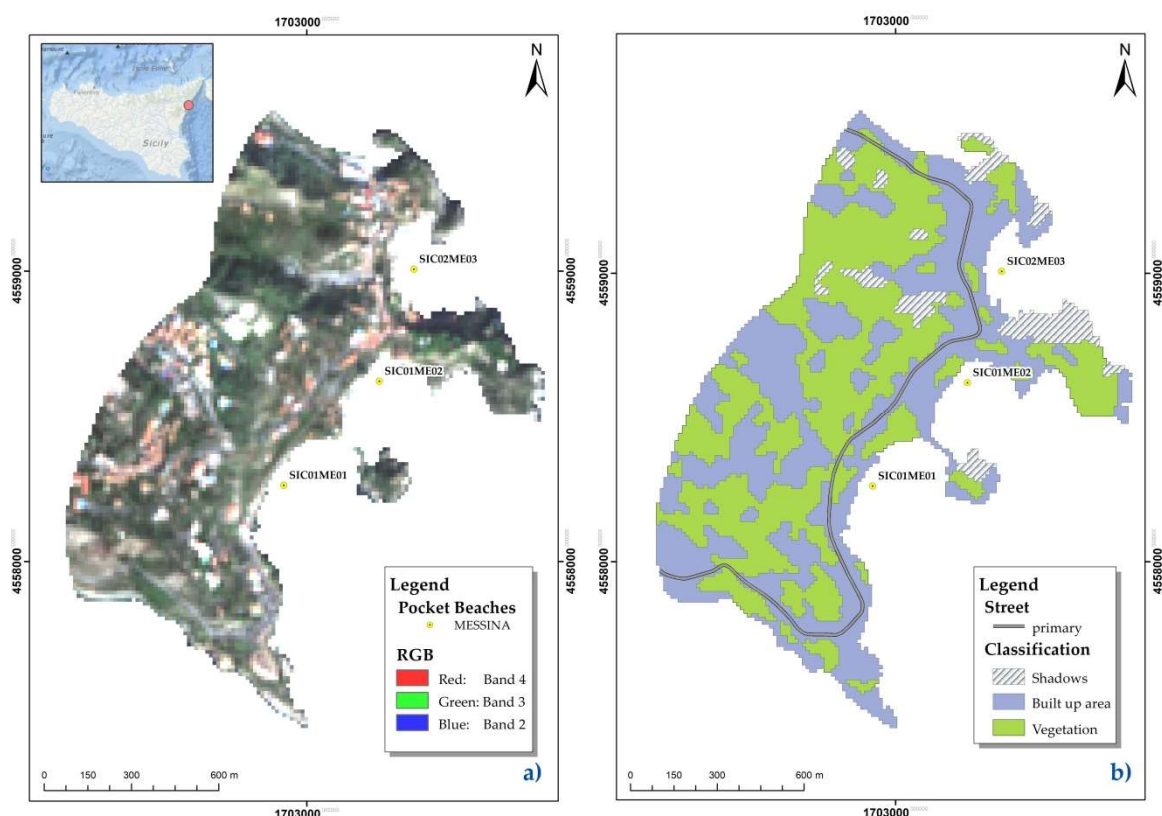 1703000
N
Palermo
Sicily
SIC02ME03
4559000
SIC01ME02
SIC01ME01
4558000
Legend
Pocket Beaches
MESSINA
RGB
Red: Band 4
Green: Band 3
Blue: Band 2
0 150 300 600 m
a)
1703000
1703000
N
SIC02ME03
4559000
4559000
SIC01ME02
SIC01ME01
4558000
4558000
Legend
Street
primary
Classification
Shadows
Built up area
Vegetation
0 150 300 600 m
b)
1703000